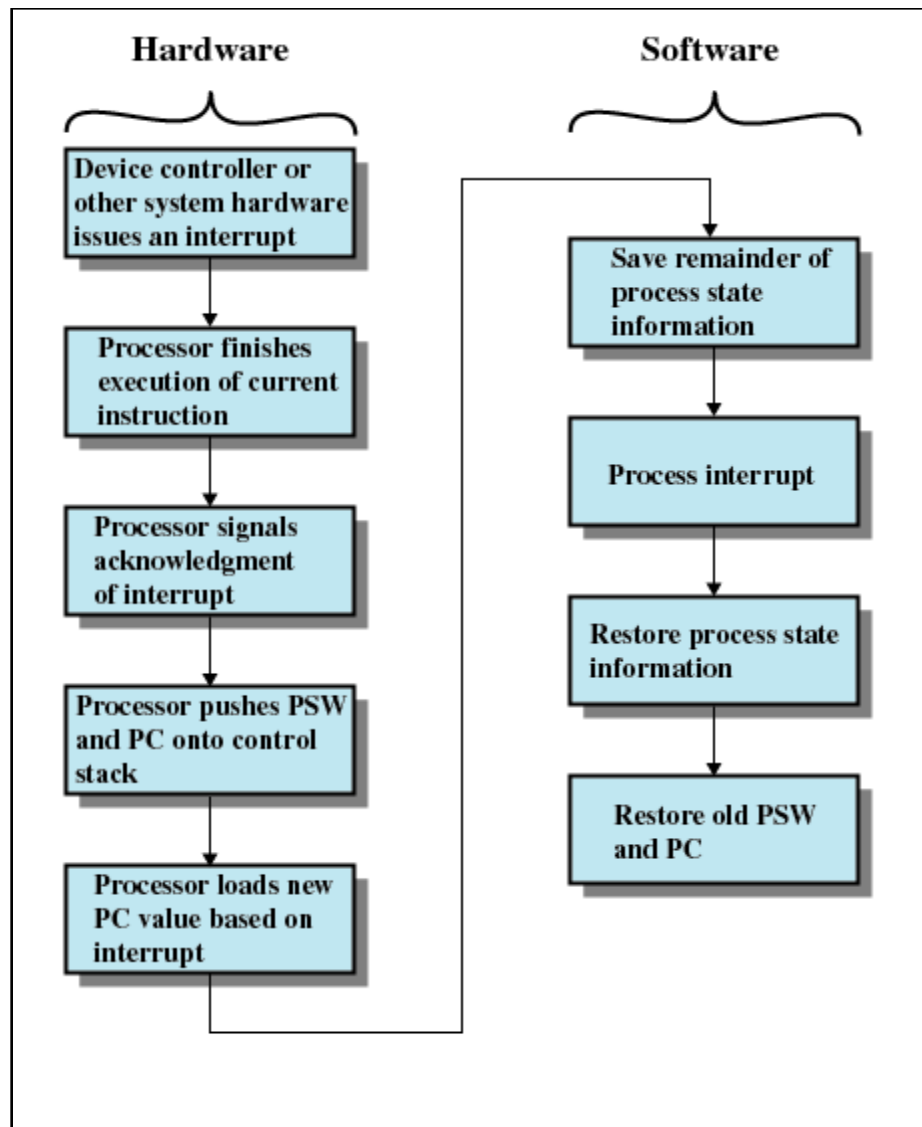 Hardware
Device controller or
other system hardware
issues an interrupt
Processor finishes
execution of current
instruction
Processor signals
acknowledgment
of interrupt
Processor pushes PSW
and PC onto control
stack
Processor loads new
PC value based on
interrupt
Software
Save remainder of
process state
information
Process interrupt
Restore process state
information
Restore old PSW
and PC